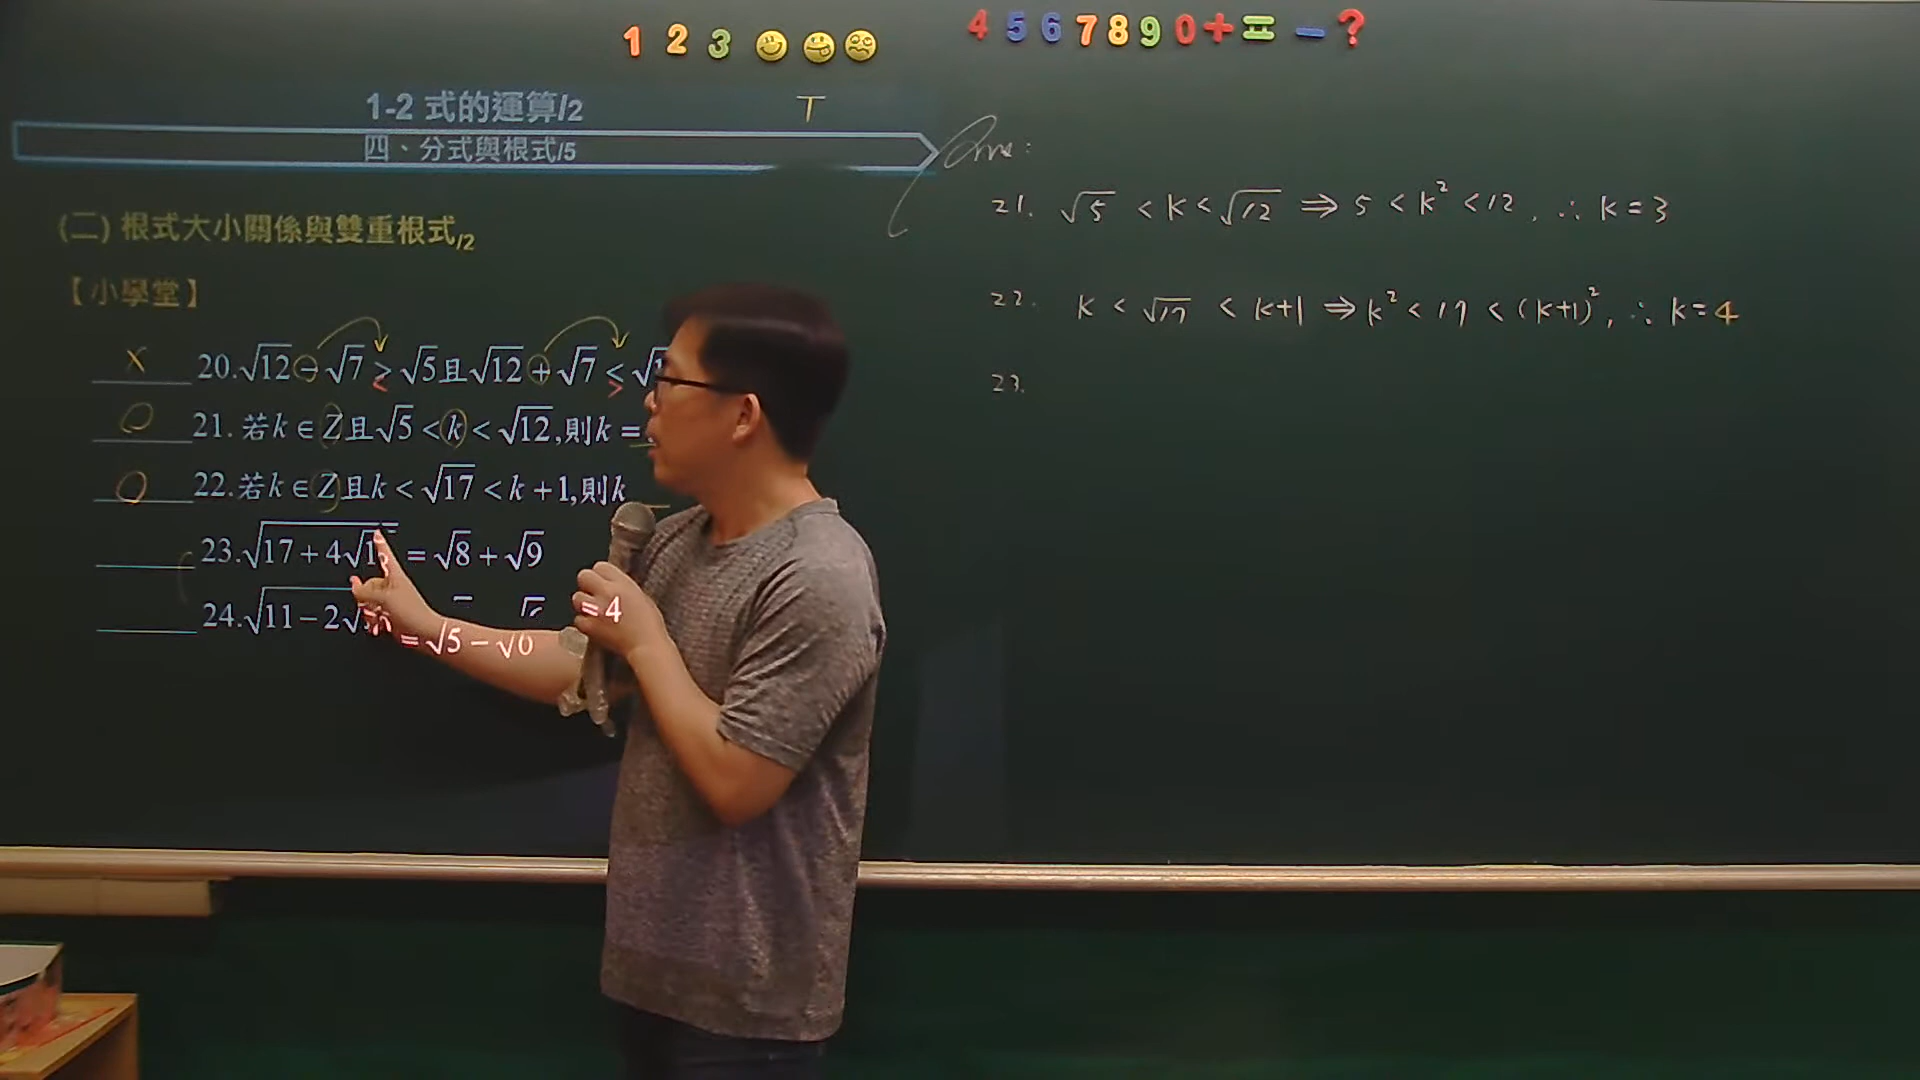 1 2 3
4 5 6 7 8 9 0 + = − ?
1-2 式的運算/2
T
四、分式與根式/5
(二) 根式大小關係與雙重根式/2
【小學堂】
X 20.√12 − √7 > √5且√12 + √7 < √1
< >
O 21. 若k ∈ Z且√5 < k < √12,則k =
O 22.若k ∈ Z且k < √17 < k + 1,則k = 4
23.√(17 + 4√1 = √8 + √9
24.√(11 − 2√ = √5 − √6
Ans:
21. √5 < k < √12 ⇒ 5 < k² < 12, ∴ k = 3
22. k < √17 < k+1 ⇒ k² < 17 < (k+1)², ∴ k = 4
23.